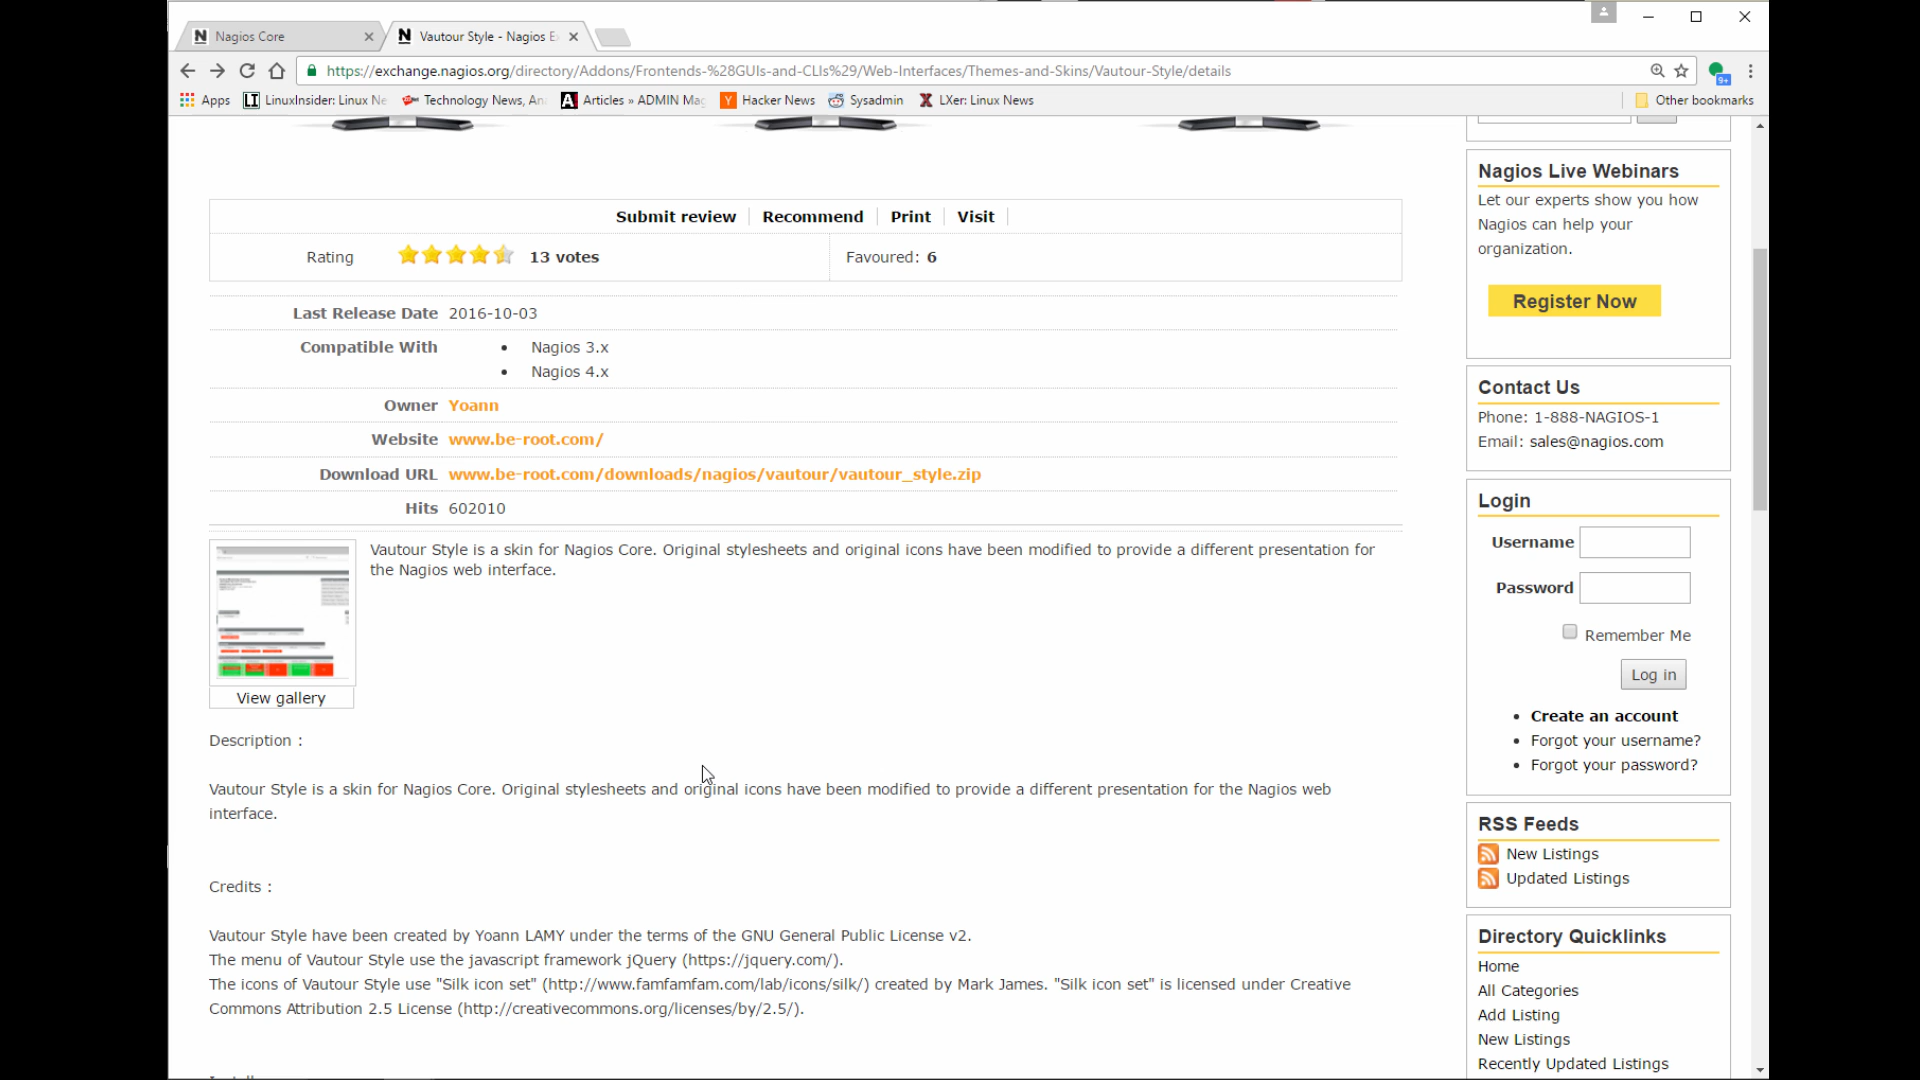 Nagios Core
Vautour Style - Nagios E
https://exchange.nagios.org/directory/Addons/Frontends-%28GUIs-and-CLIs%29/Web-Interfaces/Themes-and-Skins/Vautour-Style/details
9+
Apps
LinuxInsider: Linux Ne
Technology News, An
Articles » ADMIN Mag
Hacker News
Sysadmin
LXer: Linux News
Other bookmarks
Submit review
Recommend
Print
Visit
Rating
13 votes
Favoured: 6
Last Release Date 2016-10-03
Compatible With
• Nagios 3.x
• Nagios 4.x
Owner Yoann
Website www.be-root.com/
Download URL www.be-root.com/downloads/nagios/vautour/vautour_style.zip
Hits 602010
Vautour Style is a skin for Nagios Core. Original stylesheets and original icons have been modified to provide a different presentation for
the Nagios web interface.
View gallery
Description :
Vautour Style is a skin for Nagios Core. Original stylesheets and original icons have been modified to provide a different presentation for the Nagios web
interface.
Credits :
Vautour Style have been created by Yoann LAMY under the terms of the GNU General Public License v2.
The menu of Vautour Style use the javascript framework jQuery (https://jquery.com/).
The icons of Vautour Style use "Silk icon set" (http://www.famfamfam.com/lab/icons/silk/) created by Mark James. "Silk icon set" is licensed under Creative
Commons Attribution 2.5 License (http://creativecommons.org/licenses/by/2.5/).
Nagios Live Webinars
Let our experts show you how
Nagios can help your
organization.
Register Now
Contact Us
Phone: 1-888-NAGIOS-1
Email: sales@nagios.com
Login
Username
Password
Remember Me
Log in
• Create an account
• Forgot your username?
• Forgot your password?
RSS Feeds
New Listings
Updated Listings
Directory Quicklinks
Home
All Categories
Add Listing
New Listings
Recently Updated Listings